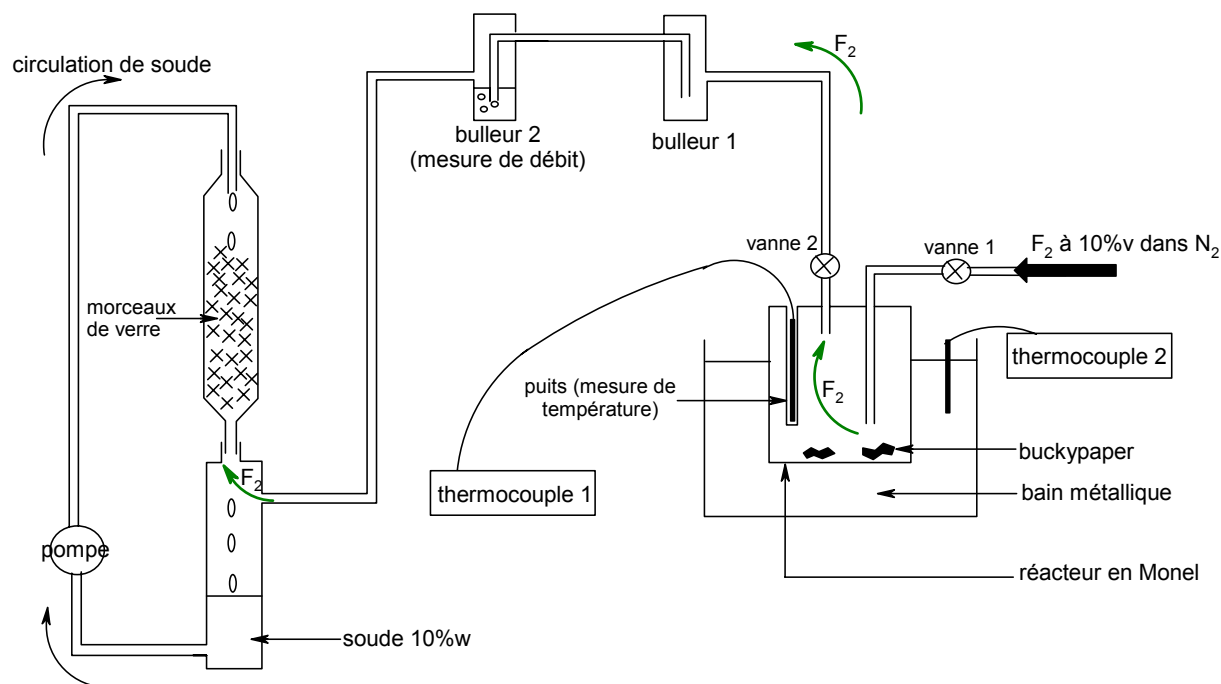 circulation de soude
F2
bulleur 2
(mesure de débit)
bulleur 1
vanne 2
vanne 1
F2 à 10%v dans N2
morceaux
de verre
thermocouple 2
puits (mesure de
température)
F2
buckypaper
F2
thermocouple 1
bain métallique
pompe
réacteur en Monel
soude 10%w